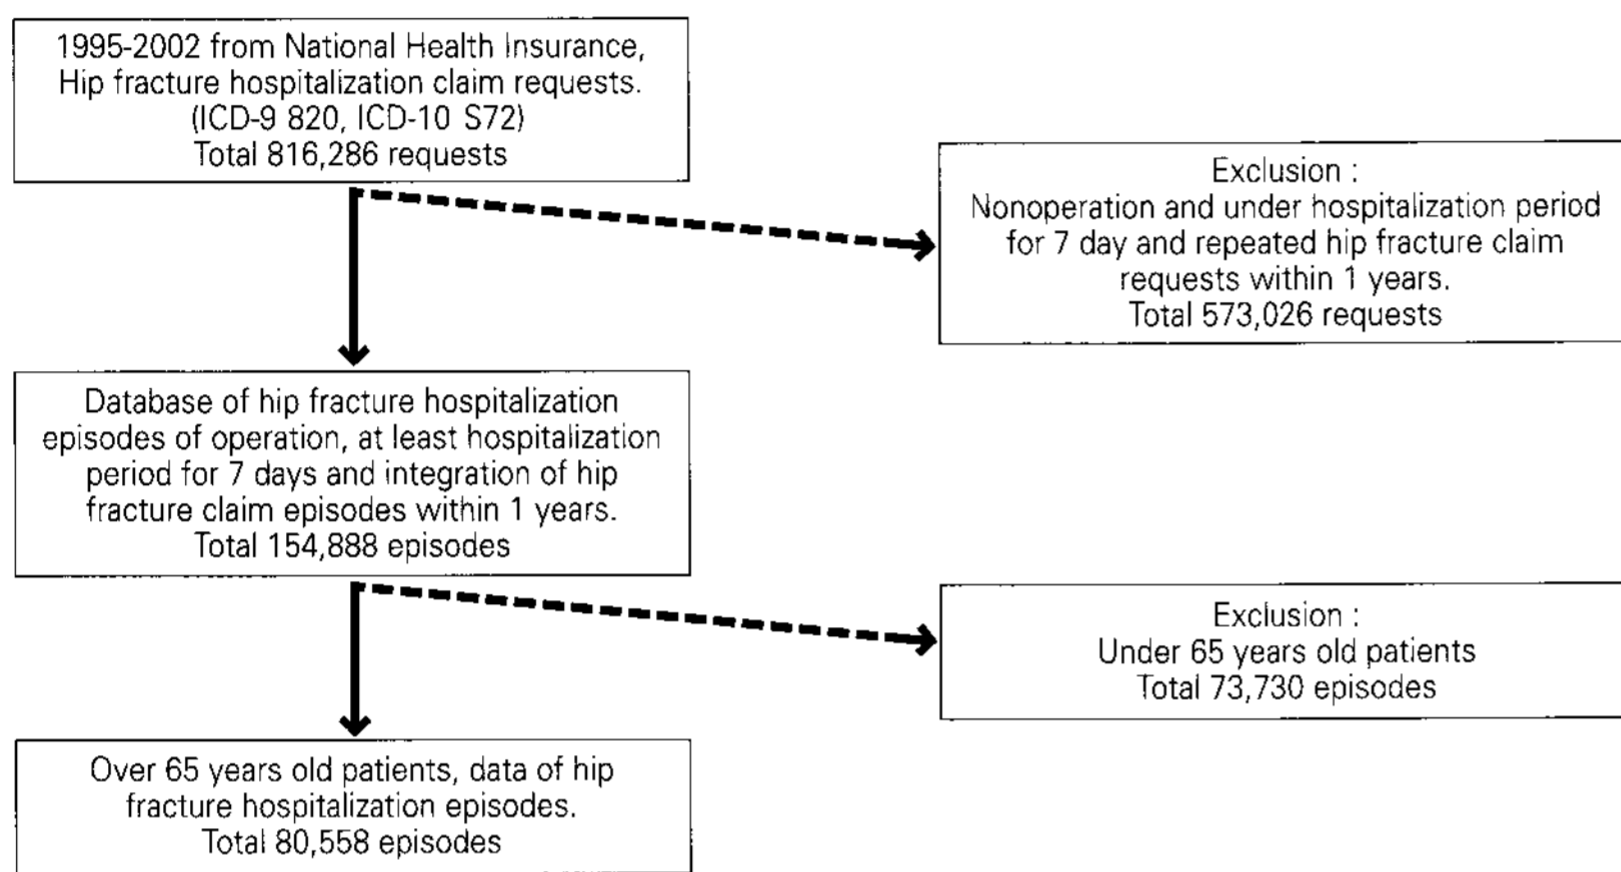 1995-2002 from National Health Insurance,
Hip fracture hospitalization claim requests.
(ICD-9 820, ICD-10 S72)
Total 816,286 requests
Exclusion :
Nonoperation and under hospitalization period
for 7 day and repeated hip fracture claim
requests within 1 years.
Total 573,026 requests
Database of hip fracture hospitalization
episodes of operation, at least hospitalization
period for 7 days and integration of hip
fracture claim episodes within 1 years.
Total 154,888 episodes
Exclusion :
Under 65 years old patients
Total 73,730 episodes
Over 65 years old patients, data of hip
fracture hospitalization episodes.
Total 80,558 episodes